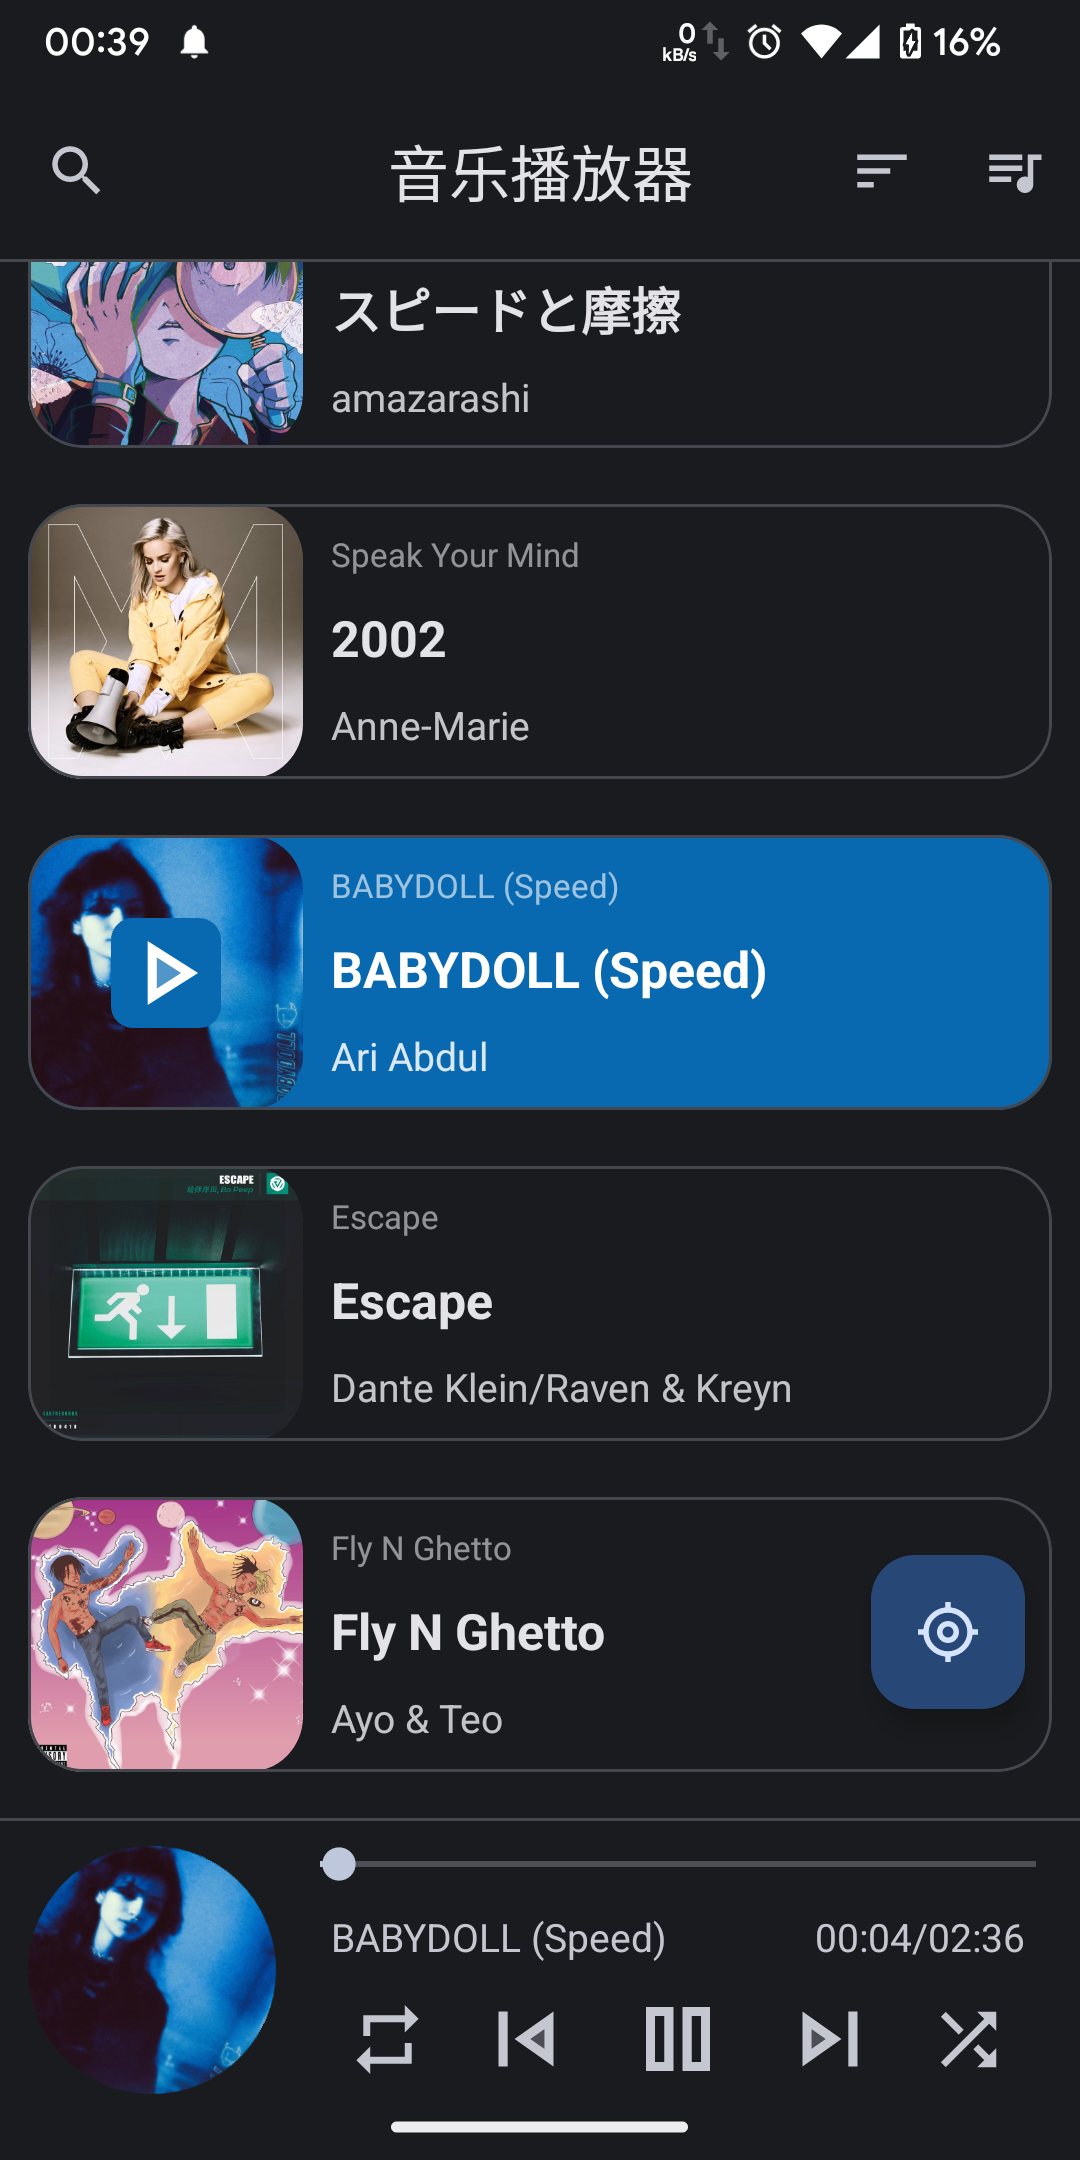 00:39
0
kB/s
16%
音乐播放器
スピードと摩擦
amazarashi
Speak Your Mind
2002
Anne-Marie
BABYDOLL (Speed)
BABYDOLL (Speed)
Ari Abdul
ESCAPE
Escape
Escape
Dante Klein/Raven & Kreyn
Fly N Ghetto
Fly N Ghetto
Ayo & Teo
BABYDOLL (Speed)
00:04/02:36